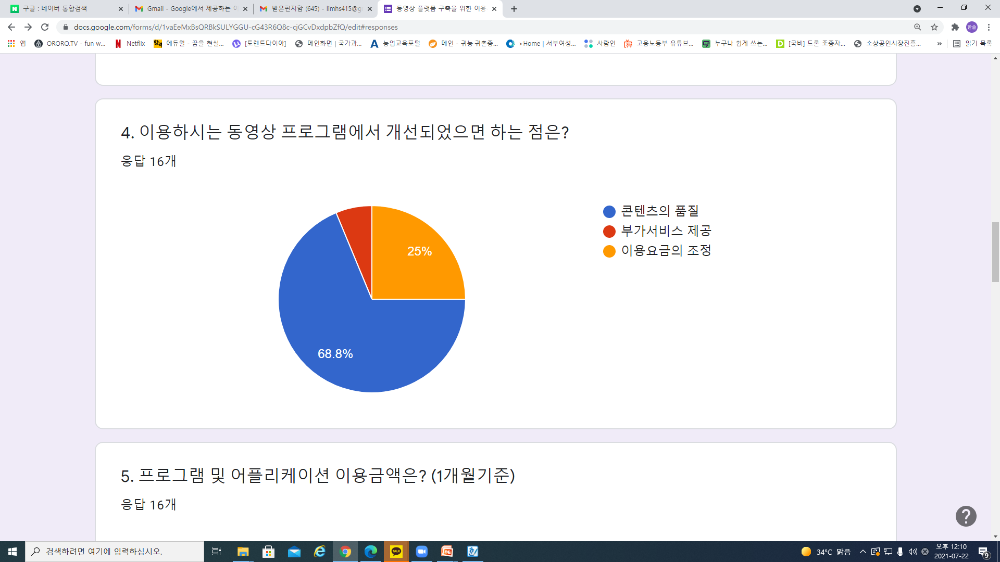 구글 : 네이버 통합검색
Gmail - Google에서 제공하는 이
받은편지함 (645) - limhs415@g
동영상 플랫폼 구축을 위한 이용
docs.google.com/forms/d/1vaEeMxBsQRBkSULYGGU-cG43R6Q8c-cjGCvDxdpbZfQ/edit#responses
한솔
앱
ORORO.TV - fun w...
Netflix
에듀윌 - 꿈을 현실...
[토렌트다이아]
메인화면 | 국가과...
농업교육포털
메인 - 귀농·귀촌종...
>Home | 서부여성...
사람인
고용노동부 유튜브...
누구나 쉽게 쓰는...
[국비] 드론 조종자...
소상공인시장진흥...
»
읽기 목록
4. 이용하시는 동영상 프로그램에서 개선되었으면 하는 점은?
응답 16개
콘텐츠의 품질
부가서비스 제공
이용요금의 조정
25%
68.8%
5. 프로그램 및 어플리케이션 이용금액은? (1개월기준)
응답 16개
검색하려면 여기에 입력하십시오.
TALK
34°C 맑음
오후 12:10
2021-07-22
9